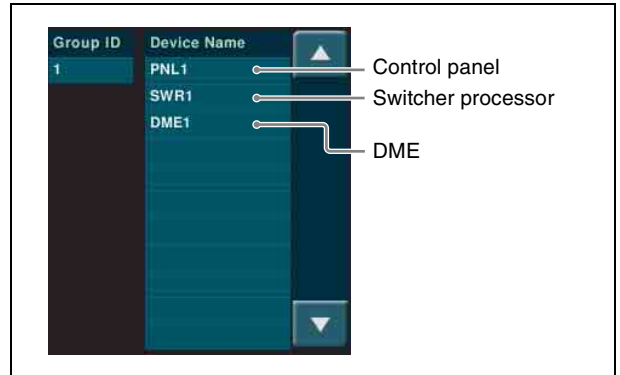 Group ID Device Name
1 PNL1 Control panel
SWR1 Switcher processor
DME1
DME